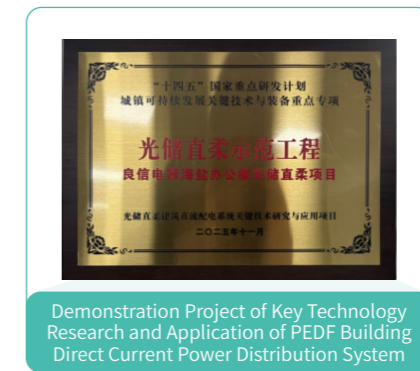 “十四五”国家重点研发计划
城镇可持续发展关键技术与装备重点专项
光储直柔示范工程
良信电器海盐办公楼光储直柔项目
光储直柔建筑直流配电系统关键技术研究与应用项目
二〇二五年十一月
Demonstration Project of Key Technology
Research and Application of PEDF Building
Direct Current Power Distribution System